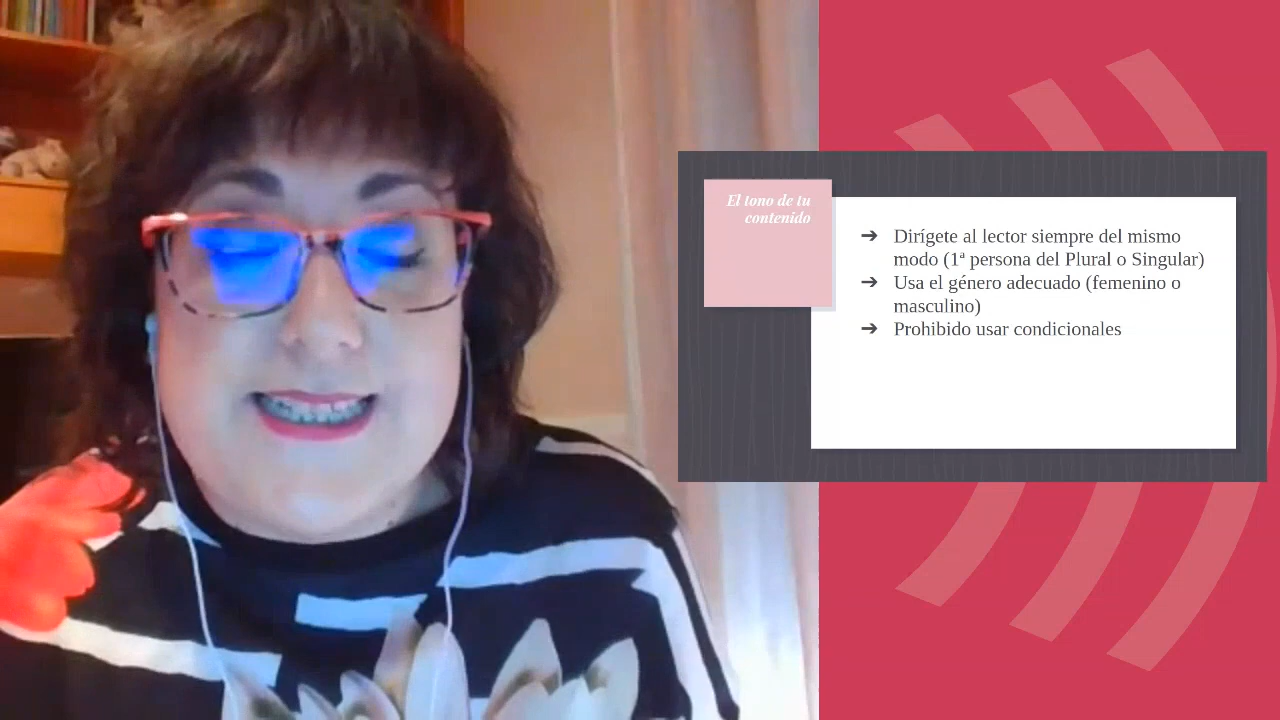 El tono de tu
contenido
➔ Dirígete al lector siempre del mismo
modo (1ª persona del Plural o Singular)
➔ Usa el género adecuado (femenino o
masculino)
➔ Prohibido usar condicionales